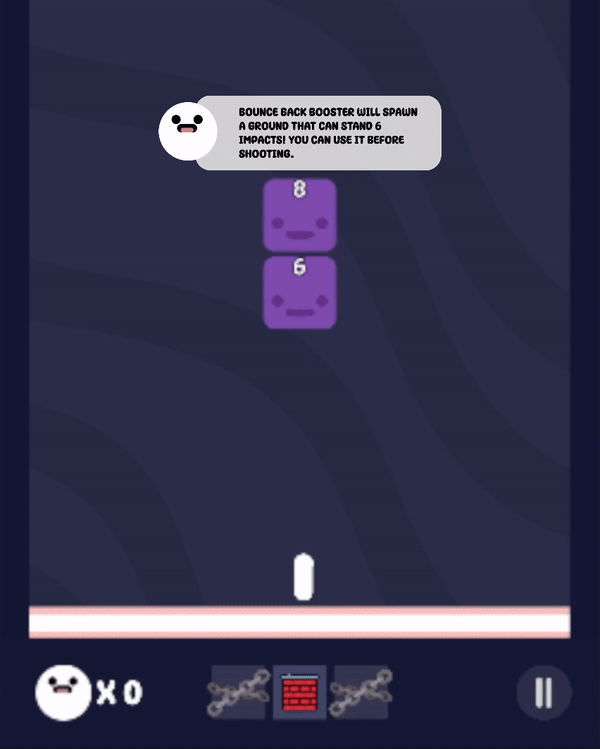 BOUNCE BACK BOOSTER WILL SPAWN
A GROUND THAT CAN STAND 6
IMPACTS! YOU CAN USE IT BEFORE
SHOOTING.
8
6
X 0